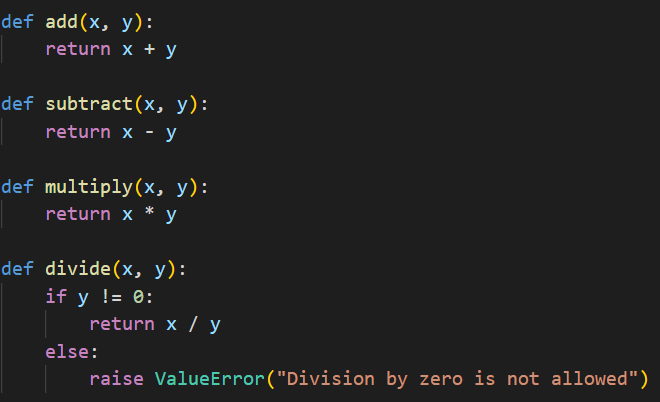 def add(x, y):
    return x + y

def subtract(x, y):
    return x - y

def multiply(x, y):
    return x * y

def divide(x, y):
    if y != 0:
        return x / y
    else:
        raise ValueError("Division by zero is not allowed")